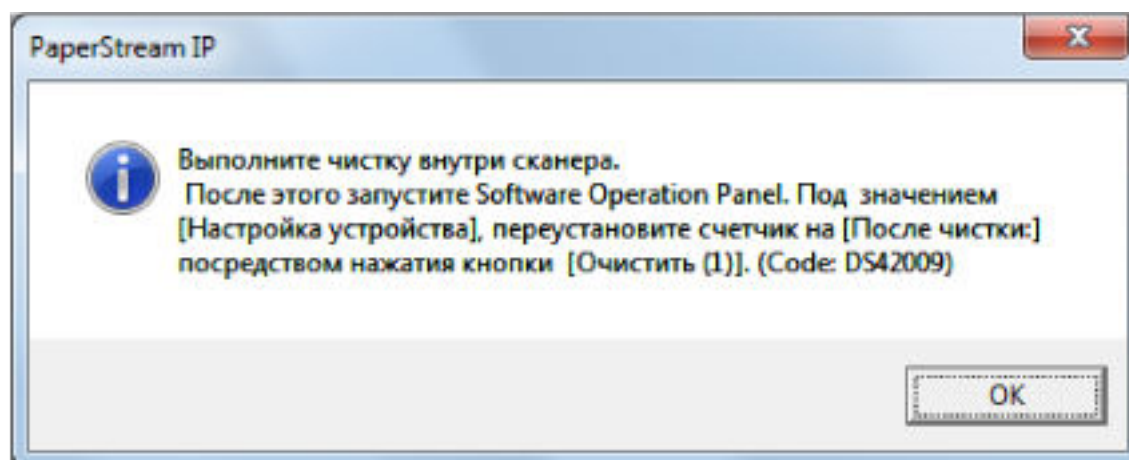 PaperStream IP
Выполните чистку внутри сканера.
После этого запустите Software Operation Panel. Под значением
[Настройка устройства], переустановите счетчик на [После чистки:]
посредством нажатия кнопки [Очистить (1)]. (Code: DS42009)
OK